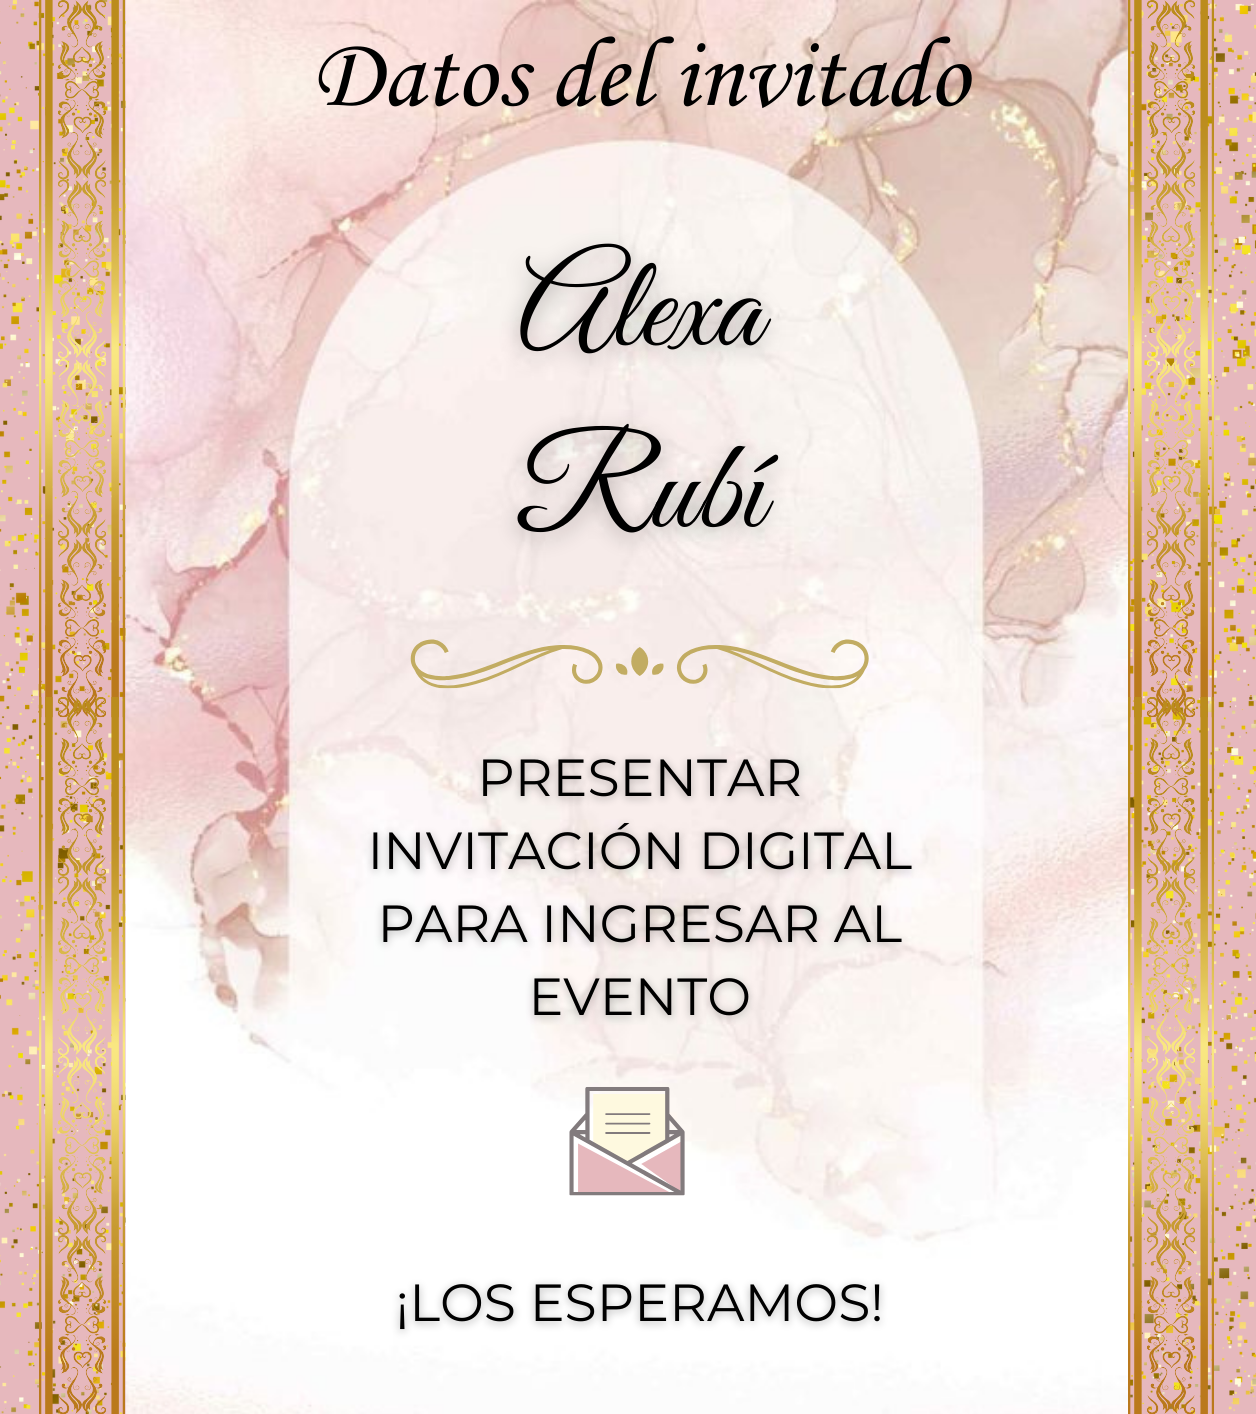 Datos del invitado
Alexa
Rubí
PRESENTAR
INVITACIÓN DIGITAL
PARA INGRESAR AL
EVENTO
¡LOS ESPERAMOS!